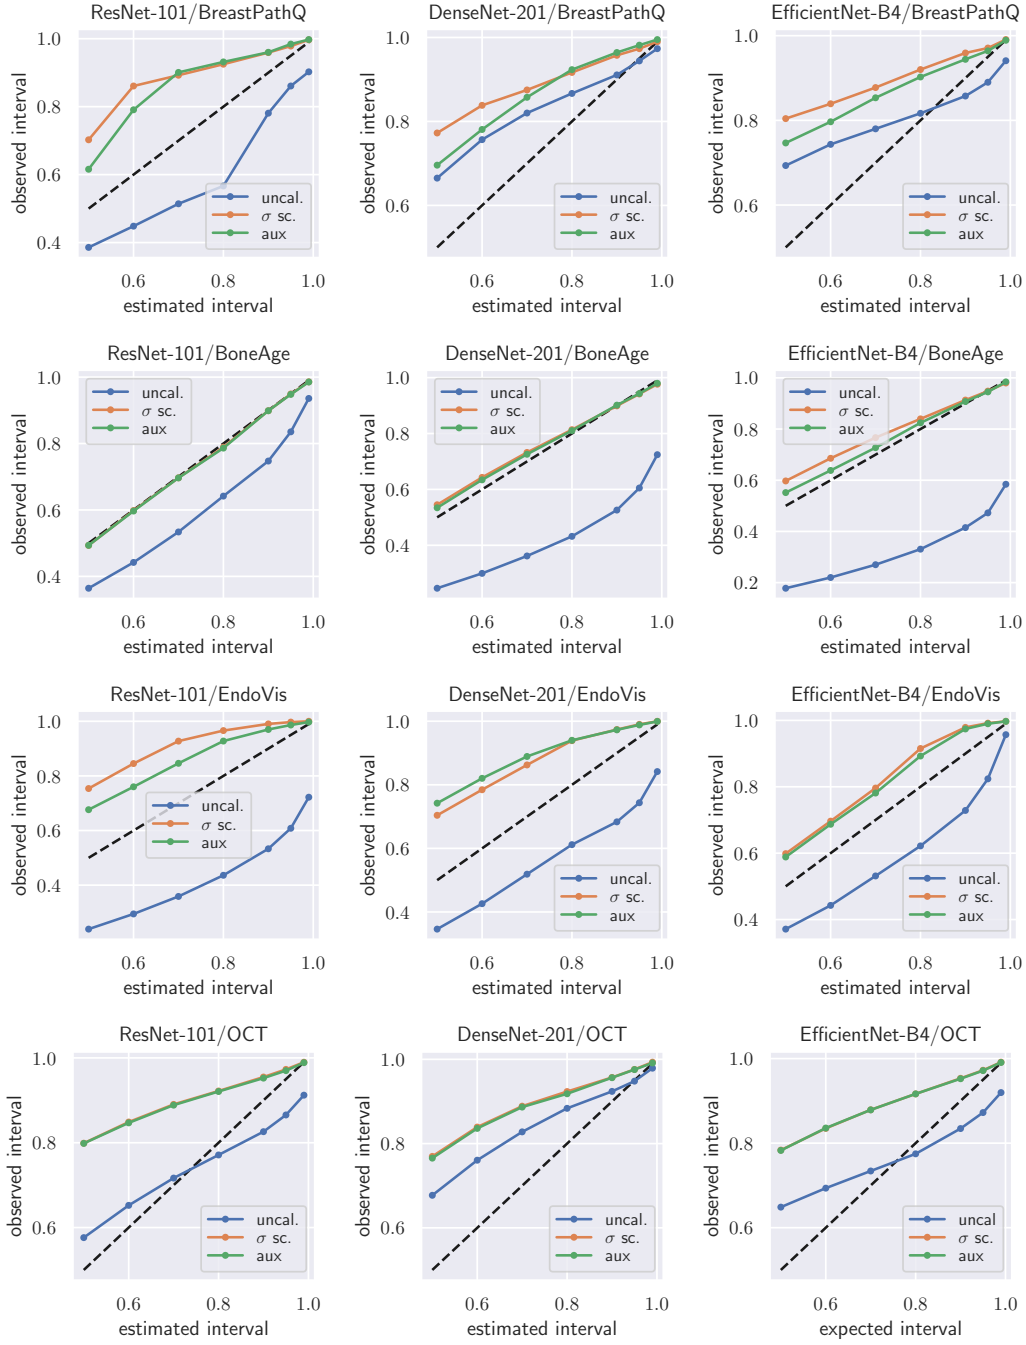 ResNet-101/BreastPathQ
observed interval
1.0
0.8
0.6
0.4
uncal.
σ sc.
aux
0.6 0.8 1.0
estimated interval
DenseNet-201/BreastPathQ
observed interval
1.0
0.8
0.6
uncal.
σ sc.
aux
0.6 0.8 1.0
estimated interval
EfficientNet-B4/BreastPathQ
observed interval
1.0
0.8
0.6
uncal.
σ sc.
aux
0.6 0.8 1.0
estimated interval
ResNet-101/BoneAge
observed interval
1.0
0.8
0.6
0.4
uncal.
σ sc.
aux
0.6 0.8 1.0
estimated interval
DenseNet-201/BoneAge
observed interval
1.0
0.8
0.6
0.4
uncal.
σ sc.
aux
0.6 0.8 1.0
estimated interval
EfficientNet-B4/BoneAge
observed interval
1.0
0.8
0.6
0.4
0.2
uncal.
σ sc.
aux
0.6 0.8 1.0
estimated interval
ResNet-101/EndoVis
observed interval
1.0
0.8
0.6
0.4
uncal.
σ sc.
aux
0.6 0.8 1.0
estimated interval
DenseNet-201/EndoVis
observed interval
1.0
0.8
0.6
0.4
uncal.
σ sc.
aux
0.6 0.8 1.0
estimated interval
EfficientNet-B4/EndoVis
observed interval
1.0
0.8
0.6
0.4
uncal.
σ sc.
aux
0.6 0.8 1.0
estimated interval
ResNet-101/OCT
observed interval
1.0
0.8
0.6
uncal.
σ sc.
aux
0.6 0.8 1.0
estimated interval
DenseNet-201/OCT
observed interval
1.0
0.8
0.6
uncal.
σ sc.
aux
0.6 0.8 1.0
estimated interval
EfficientNet-B4/OCT
observed interval
1.0
0.8
0.6
uncal
σ sc.
aux
0.6 0.8 1.0
expected interval